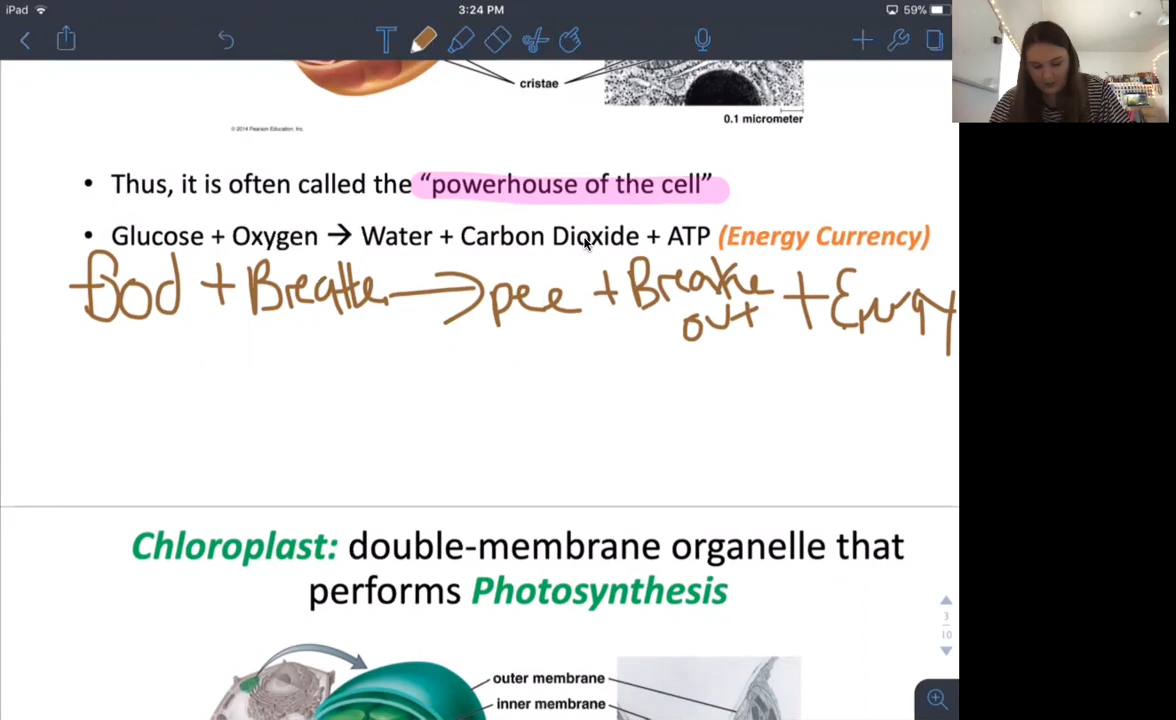 iPad 3:24 PM 59%
T
cristae
0.1 micrometer
© 2014 Pearson Education, Inc.
• Thus, it is often called the “powerhouse of the cell”
• Glucose + Oxygen → Water + Carbon Dioxide + ATP (Energy Currency)
food + Breathe → pee + Breathe out + Energy
Chloroplast: double-membrane organelle that
performs Photosynthesis
3
10
outer membrane
inner membrane